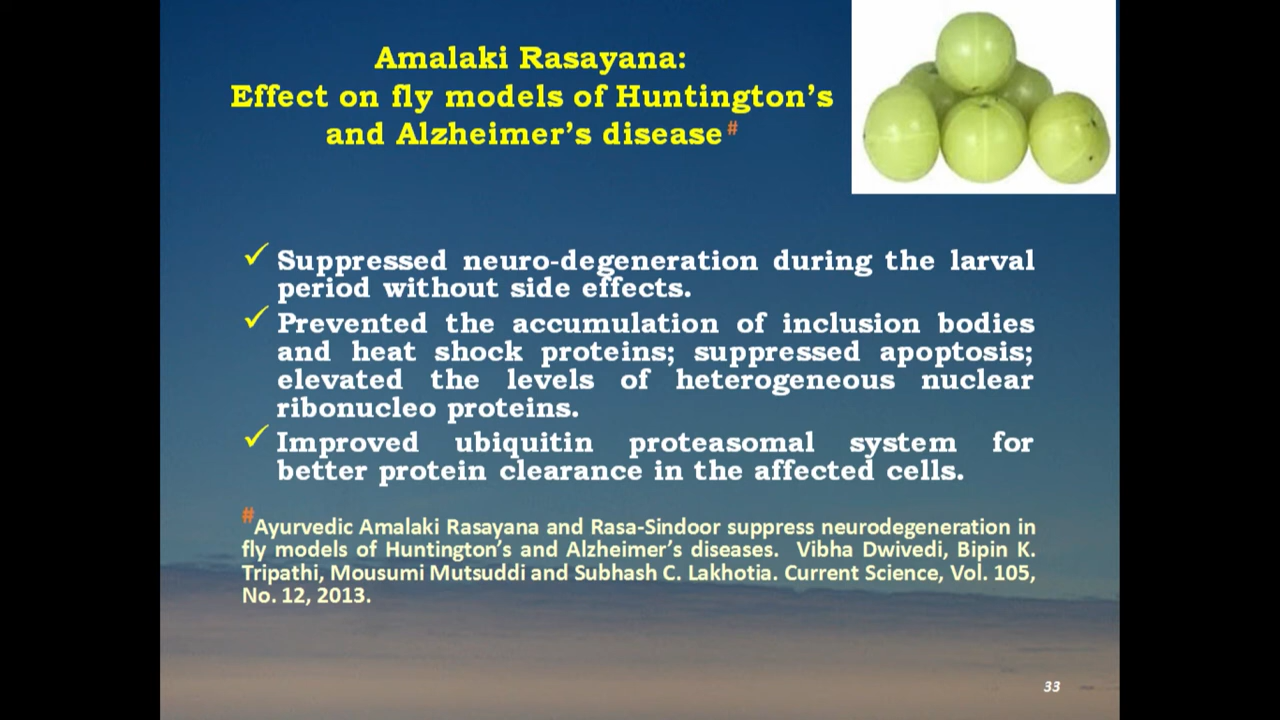 Amalaki Rasayana:
Effect on fly models of Huntington’s
and Alzheimer’s disease#
✓ Suppressed neuro-degeneration during the larval
period without side effects.
✓ Prevented the accumulation of inclusion bodies
and heat shock proteins; suppressed apoptosis;
elevated the levels of heterogeneous nuclear
ribonucleo proteins.
✓ Improved ubiquitin proteasomal system for
better protein clearance in the affected cells.
#Ayurvedic Amalaki Rasayana and Rasa-Sindoor suppress neurodegeneration in
fly models of Huntington’s and Alzheimer’s diseases. Vibha Dwivedi, Bipin K.
Tripathi, Mousumi Mutsuddi and Subhash C. Lakhotia. Current Science, Vol. 105,
No. 12, 2013.
33